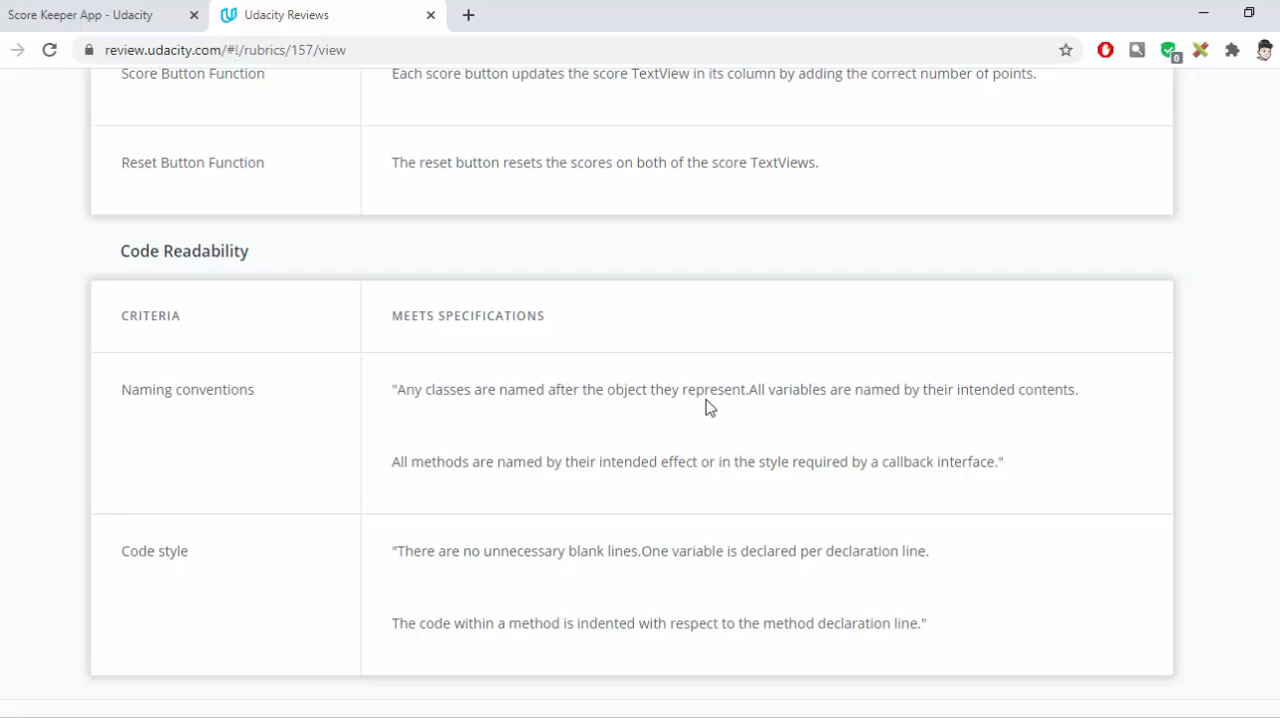 Score Keeper App - Udacity
Udacity Reviews
review.udacity.com/#!/rubrics/157/view
0
Score Button Function
Each score button updates the score TextView in its column by adding the correct number of points.
Reset Button Function
The reset button resets the scores on both of the score TextViews.
Code Readability
CRITERIA
MEETS SPECIFICATIONS
Naming conventions
"Any classes are named after the object they represent.All variables are named by their intended contents.
All methods are named by their intended effect or in the style required by a callback interface."
Code style
"There are no unnecessary blank lines.One variable is declared per declaration line.
The code within a method is indented with respect to the method declaration line."